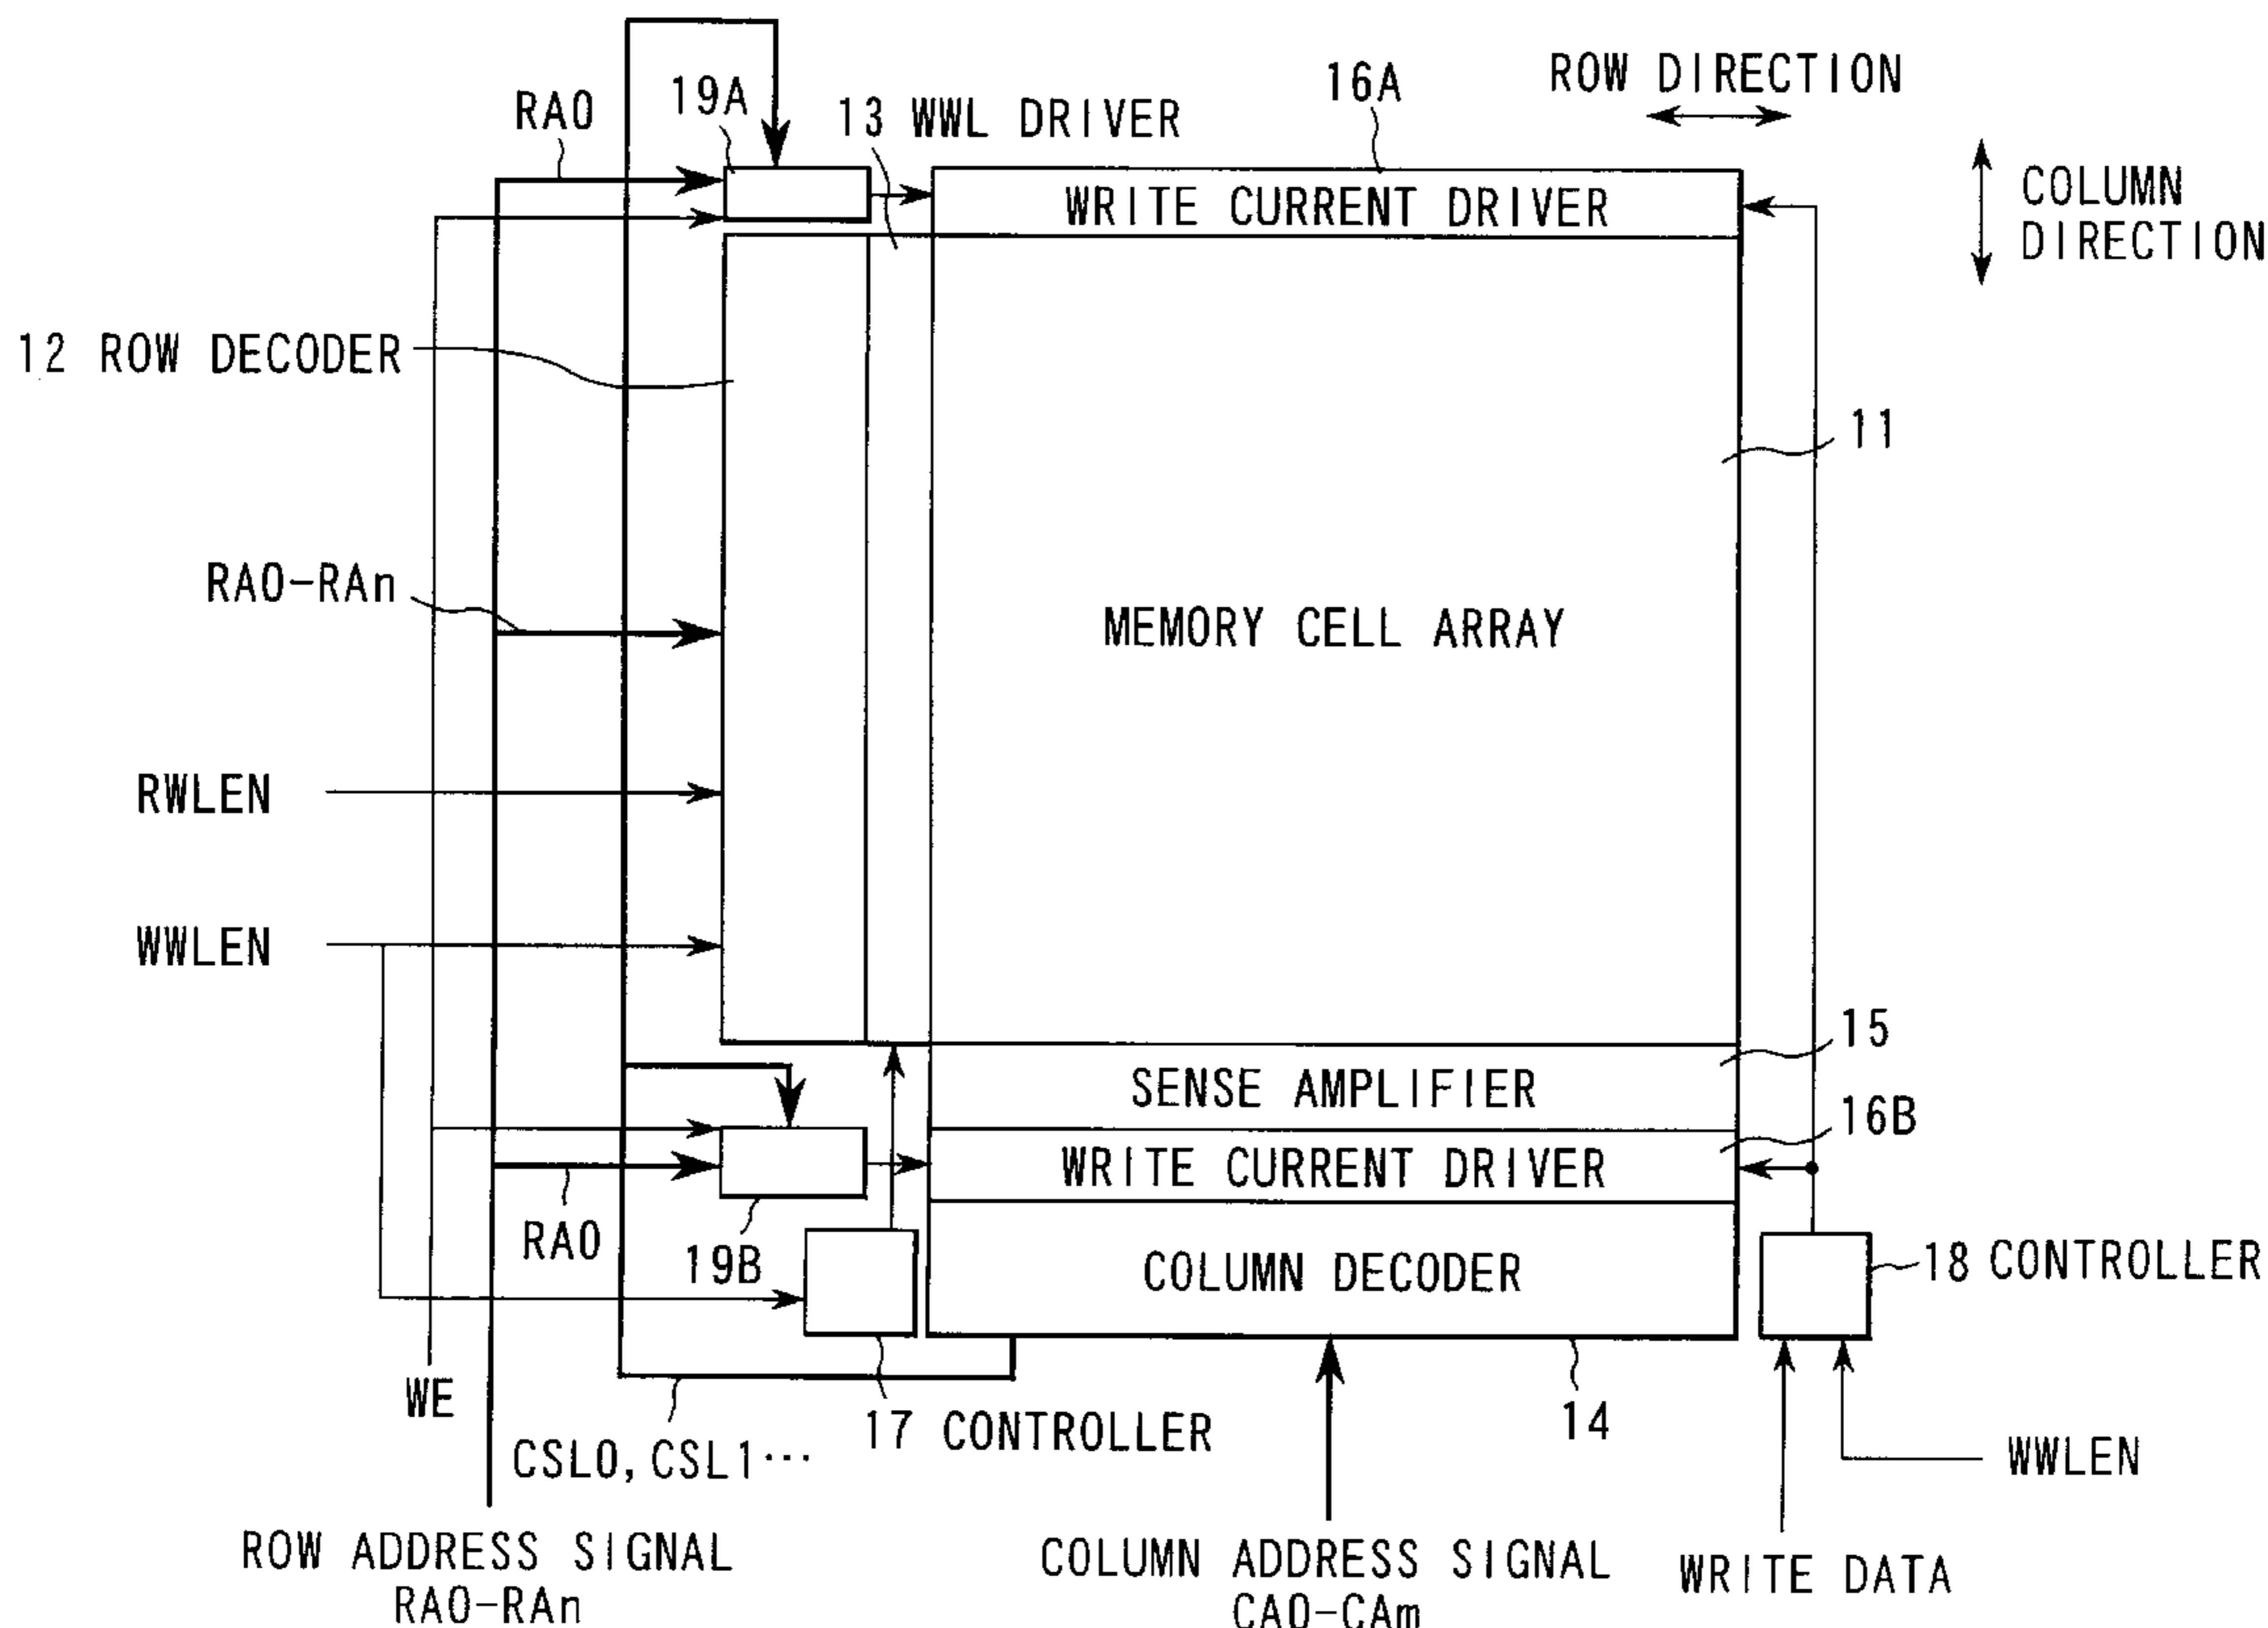 ROW DIRECTION
16A
19A
RA0
13 WWL DRIVER
COLUMN
DIRECTION
WRITE CURRENT DRIVER
12 ROW DECODER
11
RA0-RAn
MEMORY CELL ARRAY
RWLEN
WWLEN
15
SENSE AMPLIFIER
16B
WRITE CURRENT DRIVER
RA0
19B
COLUMN DECODER
18 CONTROLLER
WE
17 CONTROLLER
14
CSL0, CSL1···
WWLEN
ROW ADDRESS SIGNAL
RA0-RAn
COLUMN ADDRESS SIGNAL
CA0-CAm
WRITE DATA